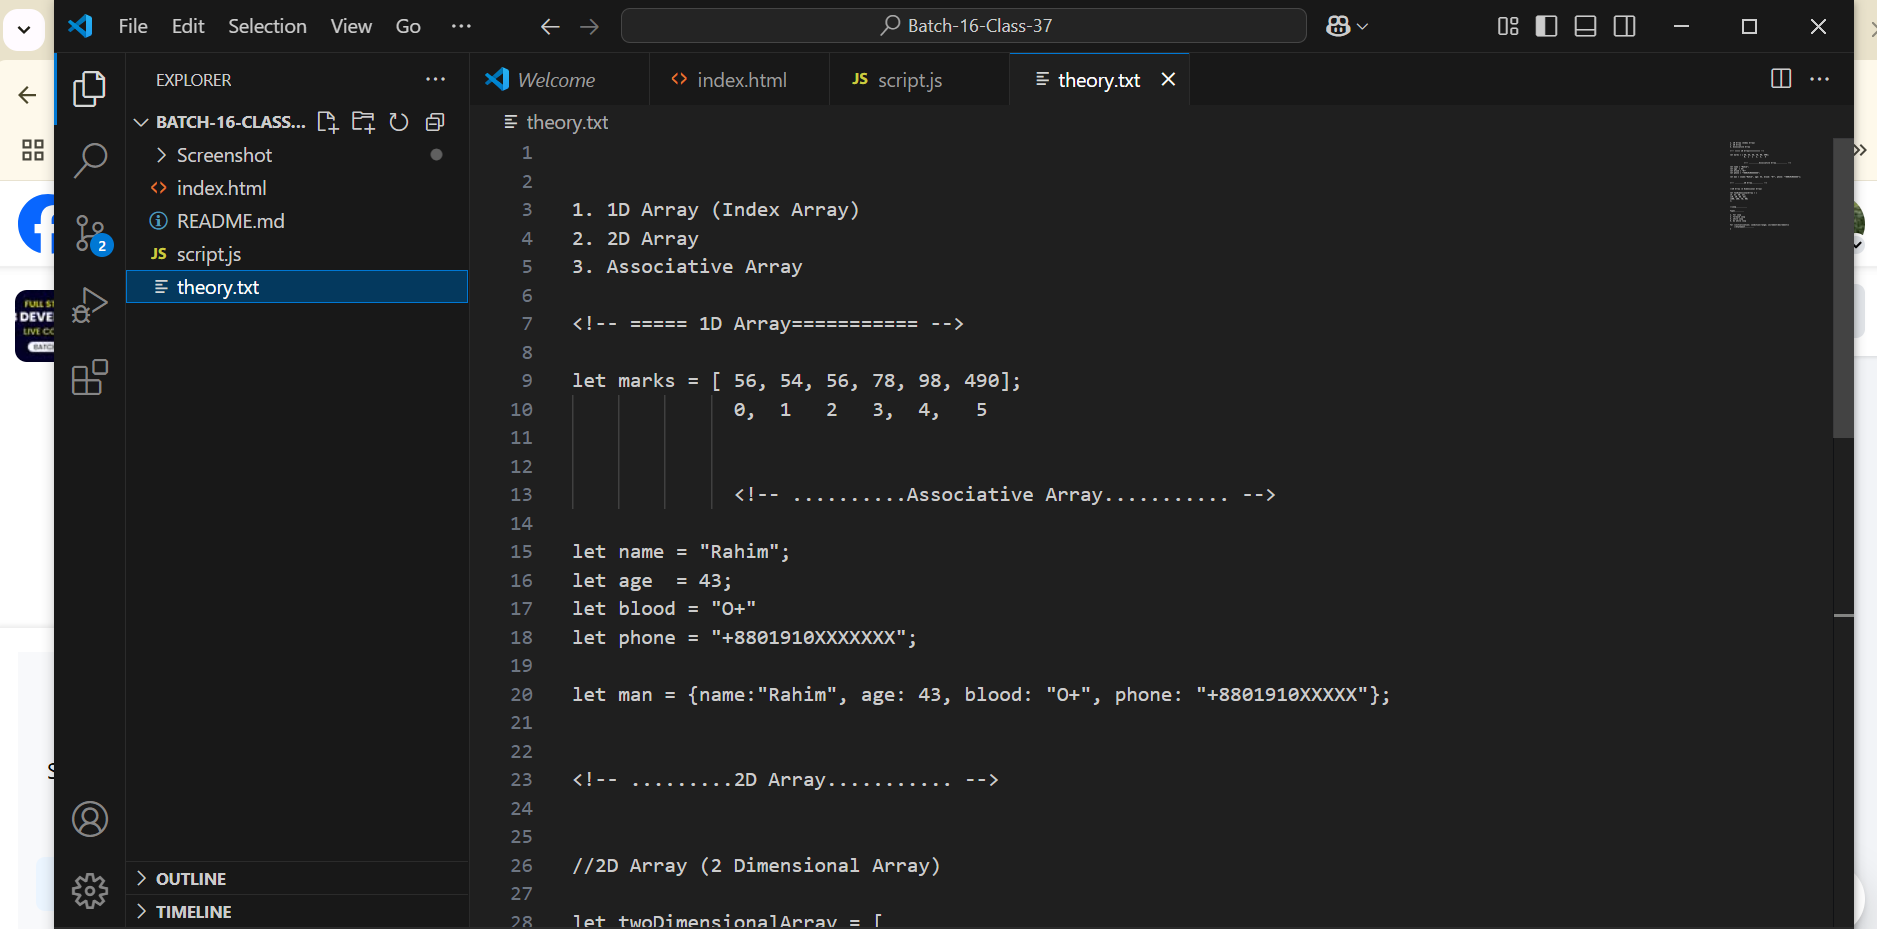 File Edit Selection View Go ··· Batch-16-Class-37
EXPLORER ···
BATCH-16-CLASS...
Screenshot
index.html
README.md
JS script.js
theory.txt
2
OUTLINE
TIMELINE
Welcome index.html JS script.js theory.txt ···
theory.txt
1
2
3 1. 1D Array (Index Array)
4 2. 2D Array
5 3. Associative Array
6
7 <!-- ===== 1D Array=========== -->
8
9 let marks = [ 56, 54, 56, 78, 98, 490];
10 0, 1 2 3, 4, 5
11
12
13 <!-- ..........Associative Array........... -->
14
15 let name = "Rahim";
16 let age  = 43;
17 let blood = "O+"
18 let phone = "+8801910XXXXXXX";
19
20 let man = {name:"Rahim", age: 43, blood: "O+", phone: "+8801910XXXXX"};
21
22
23 <!-- .........2D Array........... -->
24
25
26 //2D Array (2 Dimensional Array)
27
28 let twoDimensionalArray = [